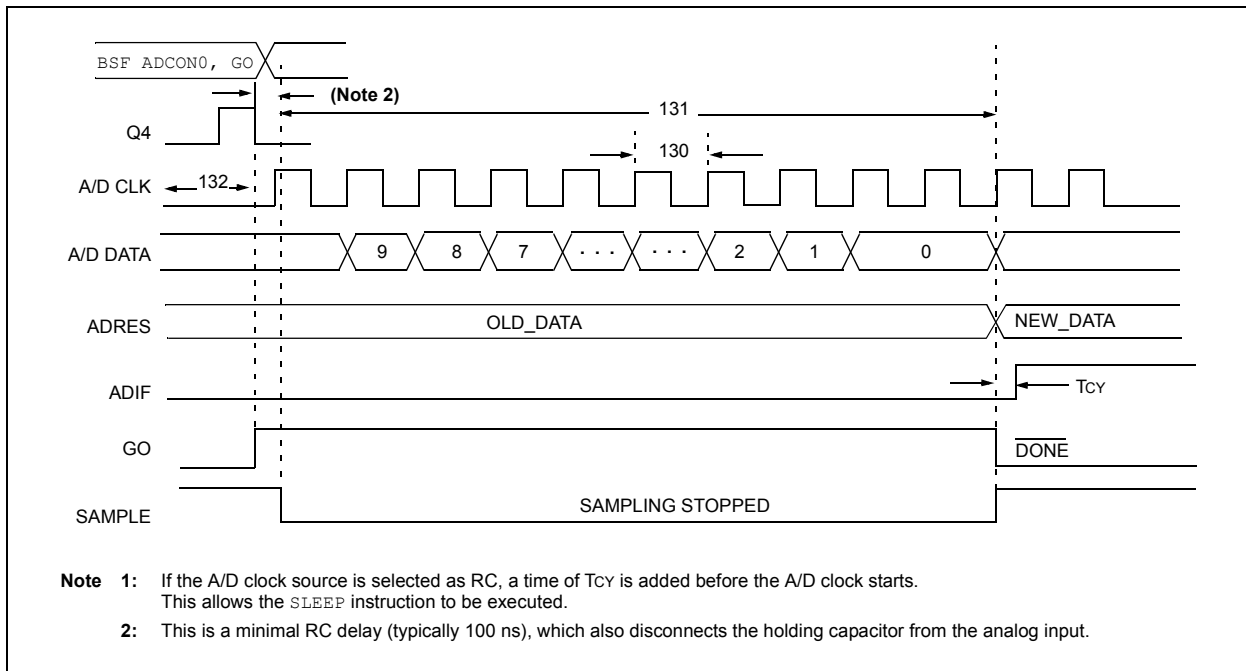 BSF ADCON0, GO
(Note 2)
131
Q4
130
A/D CLK
132
A/D DATA
9 8 7 . . . . . . 2 1 0
ADRES
OLD_DATA
NEW_DATA
ADIF
TCY
GO
DONE
SAMPLE
SAMPLING STOPPED
Note 1: If the A/D clock source is selected as RC, a time of TCY is added before the A/D clock starts.
This allows the SLEEP instruction to be executed.
2: This is a minimal RC delay (typically 100 ns), which also disconnects the holding capacitor from the analog input.